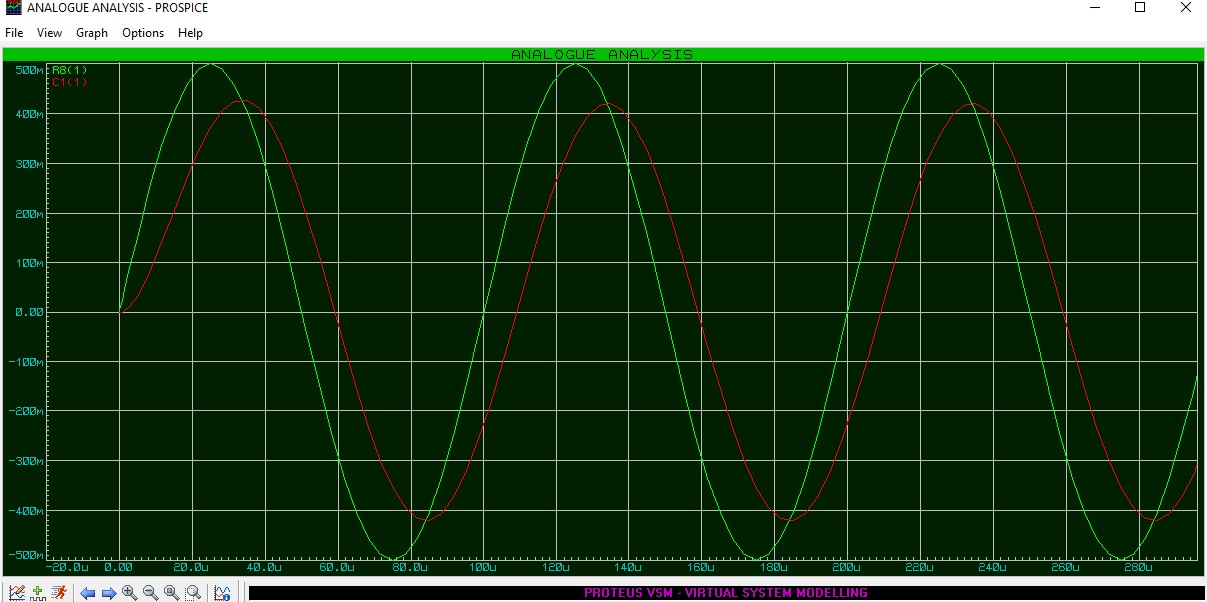 ANALOGUE ANALYSIS - PROSPICE
File View Graph Options Help
ANALOGUE ANALYSIS
500m
R8(1)
C1(1)
400m
300m
200m
100m
0.00
-100m
-200m
-300m
-400m
-500m
-20.0u 0.00 20.0u 40.0u 60.0u 80.0u 100u 120u 140u 160u 180u 200u 220u 240u 260u 280u
PROTEUS VSM - VIRTUAL SYSTEM MODELLING